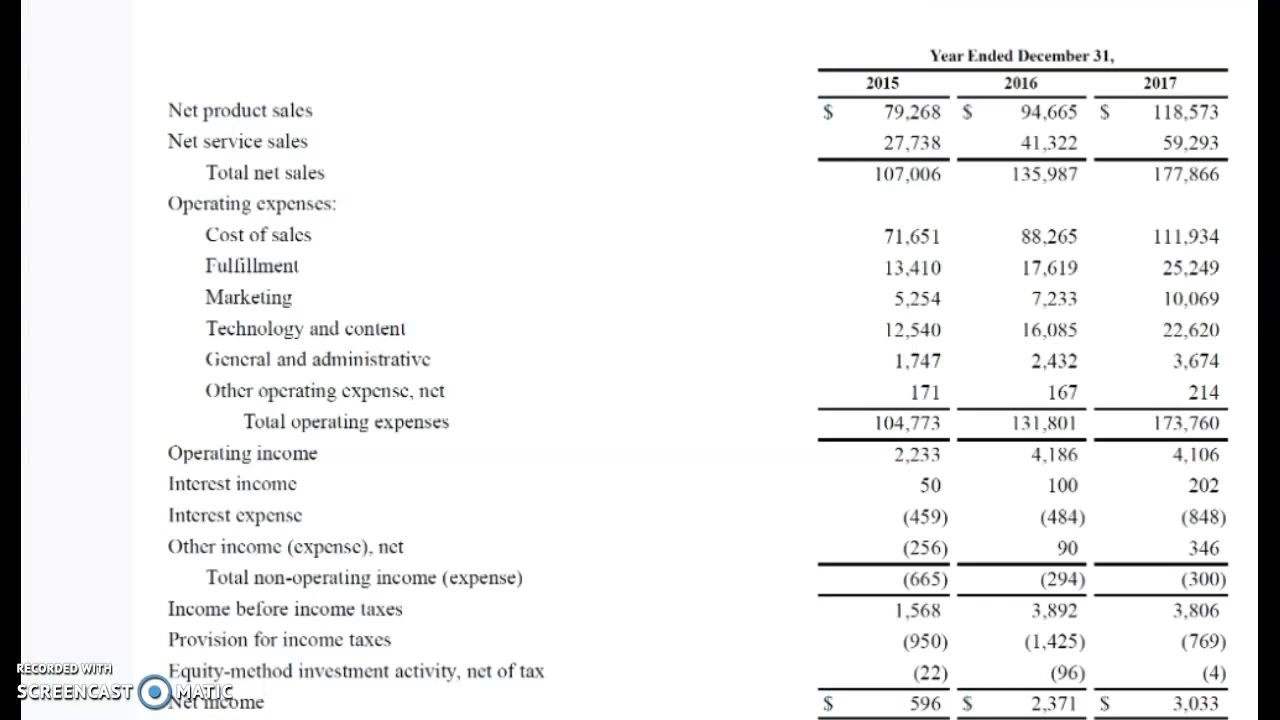 Year Ended December 31,
2015 2016 2017
Net product sales $ 79,268 $ 94,665 $ 118,573
Net service sales 27,738 41,322 59,293
Total net sales 107,006 135,987 177,866
Operating expenses:
Cost of sales 71,651 88,265 111,934
Fulfillment 13,410 17,619 25,249
Marketing 5,254 7,233 10,069
Technology and content 12,540 16,085 22,620
General and administrative 1,747 2,432 3,674
Other operating expense, net 171 167 214
Total operating expenses 104,773 131,801 173,760
Operating income 2,233 4,186 4,106
Interest income 50 100 202
Interest expense (459) (484) (848)
Other income (expense), net (256) 90 346
Total non-operating income (expense) (665) (294) (300)
Income before income taxes 1,568 3,892 3,806
Provision for income taxes (950) (1,425) (769)
Equity-method investment activity, net of tax (22) (96) (4)
Net income $ 596 $ 2,371 $ 3,033
RECORDED WITH
SCREENCAST MATIC